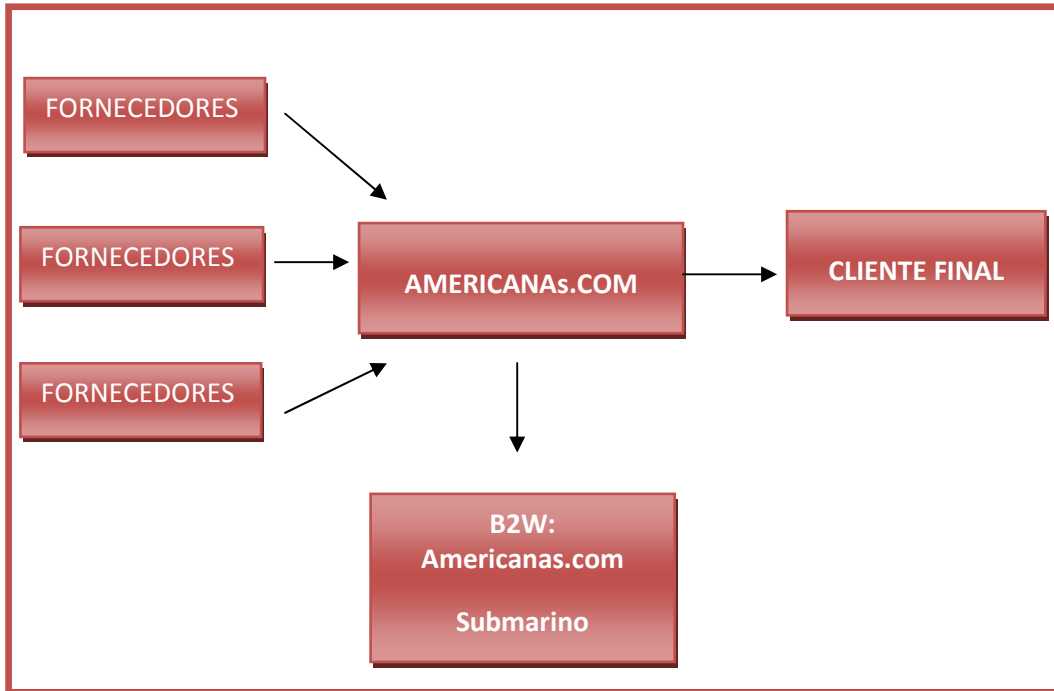 FORNECEDORES
FORNECEDORES
AMERICANAs.COM
CLIENTE FINAL
FORNECEDORES
B2W:
Americanas.com
Submarino